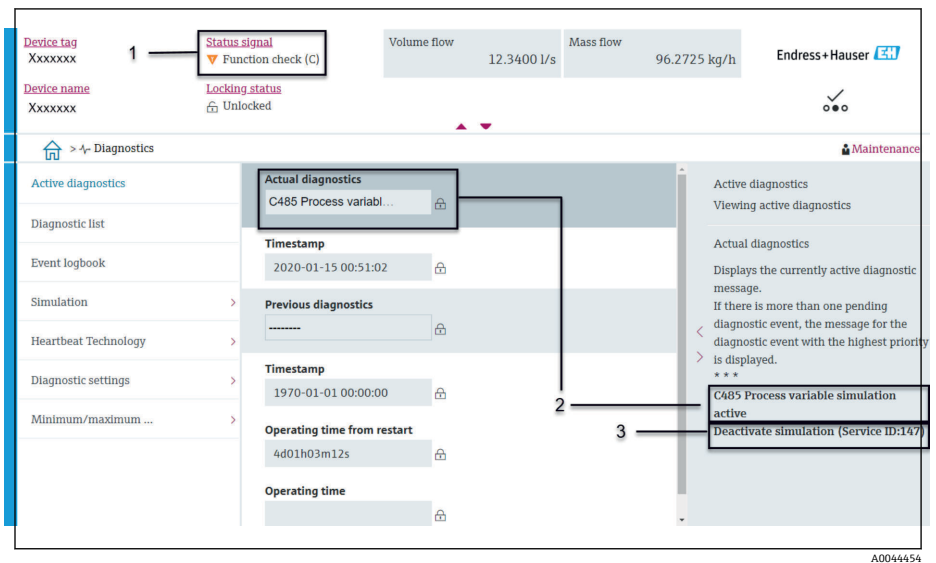 Device tag
Xxxxxxx
1
Status signal
Function check (C)
Volume flow
12.3400 l/s
Mass flow
96.2725 kg/h
Endress+Hauser EH
Device name
Xxxxxxx
Locking status
Unlocked
> Diagnostics
Maintenance
Active diagnostics
Diagnostic list
Event logbook
Simulation
Heartbeat Technology
Diagnostic settings
Minimum/maximum ...
Actual diagnostics
C485 Process variabl...
Timestamp
2020-01-15 00:51:02
Previous diagnostics
--------
Timestamp
1970-01-01 00:00:00
Operating time from restart
4d01h03m12s
Operating time
2
3
Active diagnostics
Viewing active diagnostics
Actual diagnostics
Displays the currently active diagnostic
message.
If there is more than one pending
diagnostic event, the message for the
diagnostic event with the highest priority
is displayed.
* * *
C485 Process variable simulation
active
Deactivate simulation (Service ID:147)
A0044454